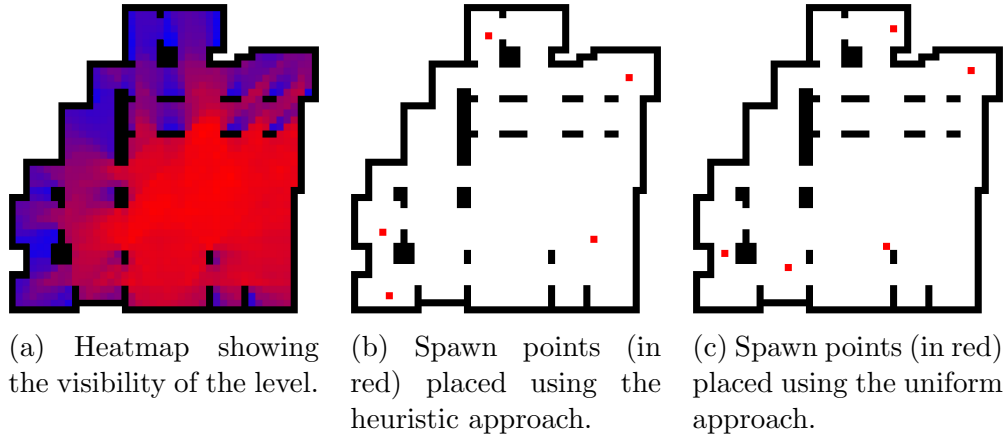 (a) Heatmap showing
the visibility of the level.
(b) Spawn points (in
red) placed using the
heuristic approach.
(c) Spawn points (in red)
placed using the uniform
approach.